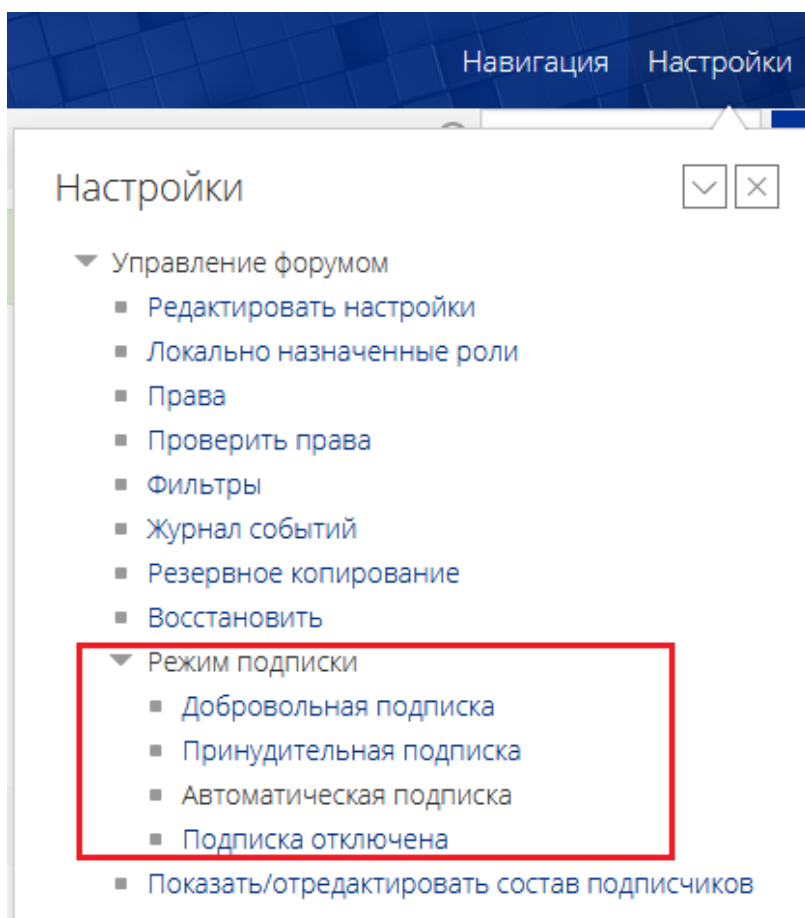 Навигация Настройки
Настройки
Управление форумом
Редактировать настройки
Локально назначенные роли
Права
Проверить права
Фильтры
Журнал событий
Резервное копирование
Восстановить
Режим подписки
Добровольная подписка
Принудительная подписка
Автоматическая подписка
Подписка отключена
Показать/отредактировать состав подписчиков